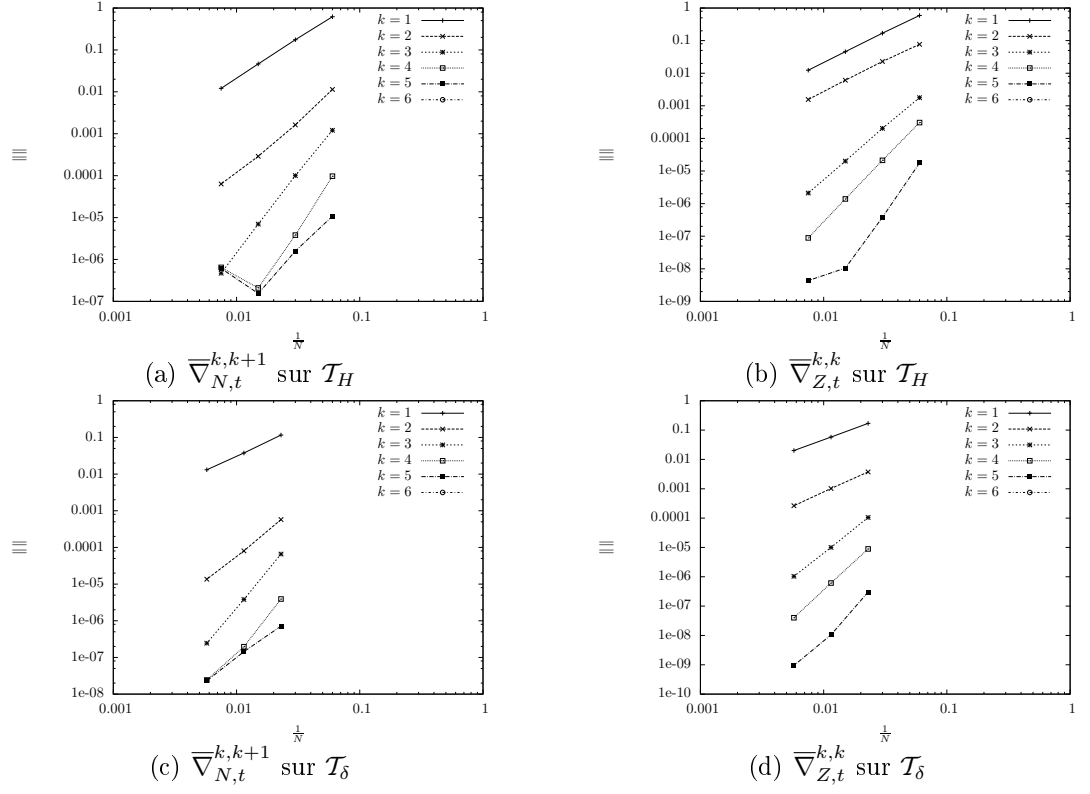 1
0.1
0.01
0.001
0.0001
1e-05
1e-06
1e-07
0.001 0.01 0.1 1
1/N
k = 1
k = 2
k = 3
k = 4
k = 5
k = 6
(a) ∇̅_{N,t}^{k,k+1} sur 𝒯_H
1
0.1
0.01
0.001
0.0001
1e-05
1e-06
1e-07
1e-08
1e-09
0.001 0.01 0.1 1
1/N
k = 1
k = 2
k = 3
k = 4
k = 5
k = 6
(b) ∇̅_{Z,t}^{k,k} sur 𝒯_H
1
0.1
0.01
0.001
0.0001
1e-05
1e-06
1e-07
1e-08
0.001 0.01 0.1 1
1/N
k = 1
k = 2
k = 3
k = 4
k = 5
k = 6
(c) ∇̅_{N,t}^{k,k+1} sur 𝒯_δ
1
0.1
0.01
0.001
0.0001
1e-05
1e-06
1e-07
1e-08
1e-09
1e-10
0.001 0.01 0.1 1
1/N
k = 1
k = 2
k = 3
k = 4
k = 5
k = 6
(d) ∇̅_{Z,t}^{k,k} sur 𝒯_δ